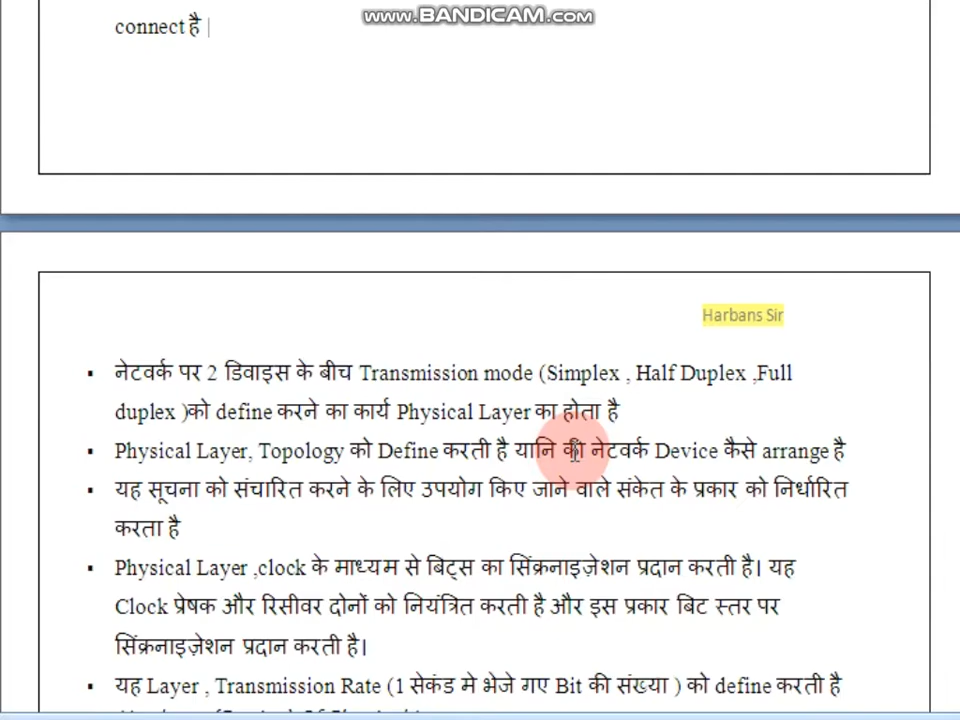 www.BANDICAM.com
connect है |
Harbans Sir
▪ नेटवर्क पर 2 डिवाइस के बीच Transmission mode (Simplex , Half Duplex ,Full
duplex )को define करने का कार्य Physical Layer का होता है
▪ Physical Layer, Topology को Define करती है यानि की नेटवर्क Device कैसे arrange है
▪ यह सूचना को संचारित करने के लिए उपयोग किए जाने वाले संकेत के प्रकार को निर्धारित
करता है
▪ Physical Layer ,clock के माध्यम से बिट्स का सिंक्रनाइज़ेशन प्रदान करती है। यह
Clock प्रेषक और रिसीवर दोनों को नियंत्रित करती है और इस प्रकार बिट स्तर पर
सिंक्रनाइज़ेशन प्रदान करती है।
▪ यह Layer , Transmission Rate (1 सेकंड मे भेजे गए Bit की संख्या ) को define करती है